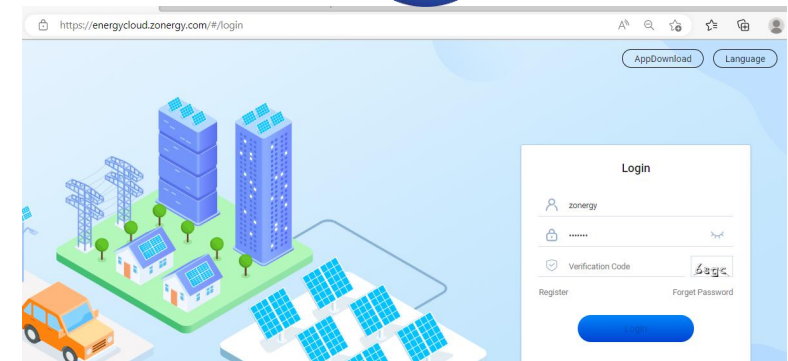 https://energycloud.zonergy.com/#/login
AppDownload Language
Login
zonergy
.......
Verification Code
Register Forget Password
Login